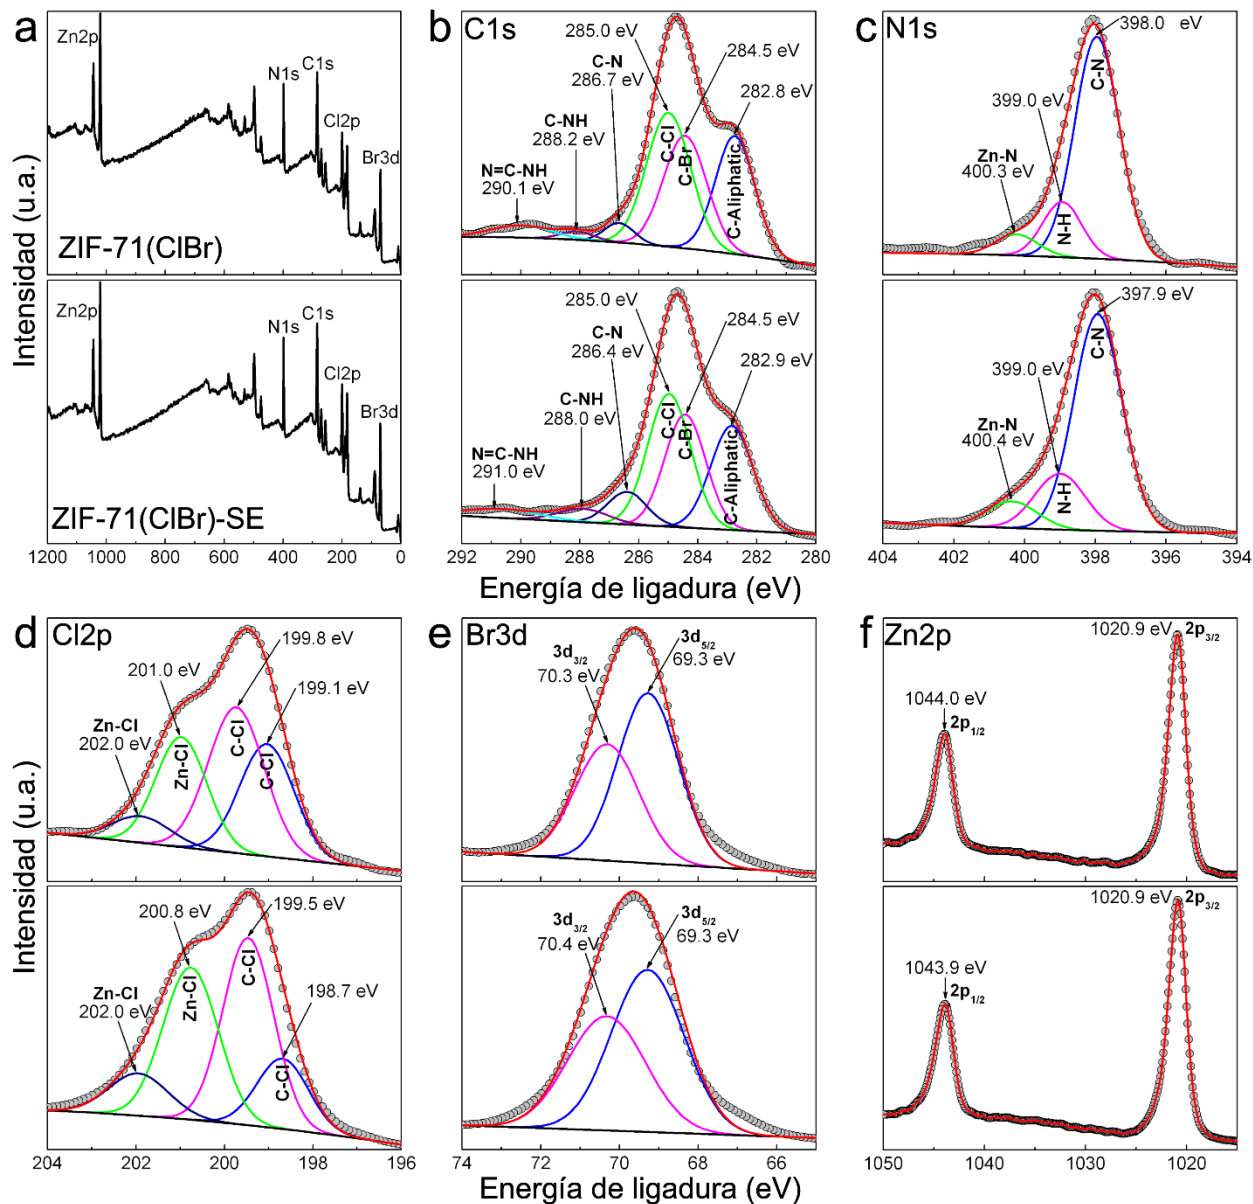 a
Zn2p
N1s
C1s
Cl2p
Br3d
ZIF-71(ClBr)
Zn2p
N1s
C1s
Cl2p
Br3d
ZIF-71(ClBr)-SE
1200 1000 800 600 400 200 0
Intensidad (u.a.)
b C1s
285.0 eV
C-N
286.7 eV
C-NH
288.2 eV
N=C-NH
290.1 eV
284.5 eV
282.8 eV
C-Cl
C-Br
C-Aliphatic
285.0 eV
C-N
286.4 eV
C-NH
288.0 eV
N=C-NH
291.0 eV
284.5 eV
282.9 eV
C-Cl
C-Br
C-Aliphatic
292 290 288 286 284 282 280
Energía de ligadura (eV)
c N1s
398.0 eV
399.0 eV
Zn-N
400.3 eV
C-N
N-H
397.9 eV
399.0 eV
Zn-N
400.4 eV
C-N
N-H
404 402 400 398 396 394
d Cl2p
199.8 eV
201.0 eV
199.1 eV
Zn-Cl
202.0 eV
Zn-Cl
C-Cl
C-Cl
200.8 eV
199.5 eV
Zn-Cl
202.0 eV
198.7 eV
Zn-Cl
C-Cl
C-Cl
204 202 200 198 196
Intensidad (u.a.)
e Br3d
3d3/2
70.3 eV
3d5/2
69.3 eV
3d3/2
70.4 eV
3d5/2
69.3 eV
74 72 70 68 66
Energía de ligadura (eV)
f Zn2p
1020.9 eV 2p3/2
1044.0 eV
2p1/2
1020.9 eV 2p3/2
1043.9 eV
2p1/2
1050 1040 1030 1020